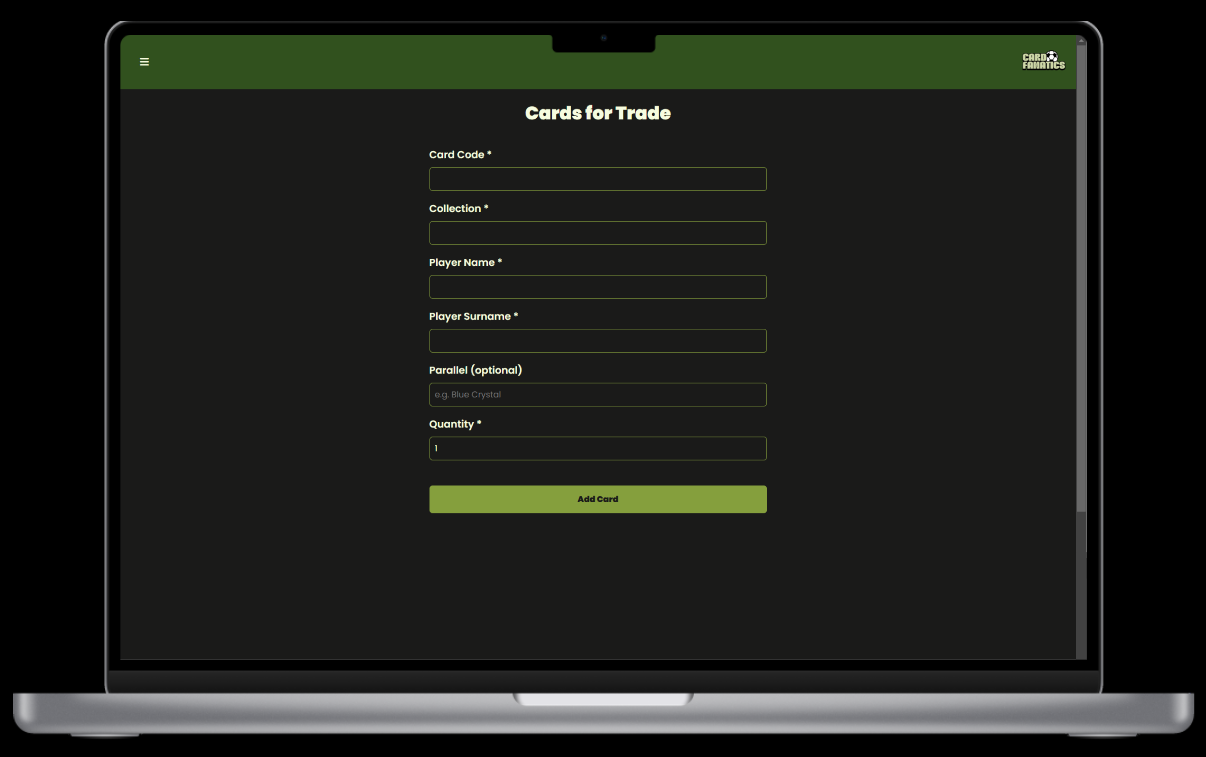 CARD
FANATICS
Cards for Trade
Card Code *
Collection *
Player Name *
Player Surname *
Parallel (optional)
e.g. Blue Crystal
Quantity *
1
Add Card